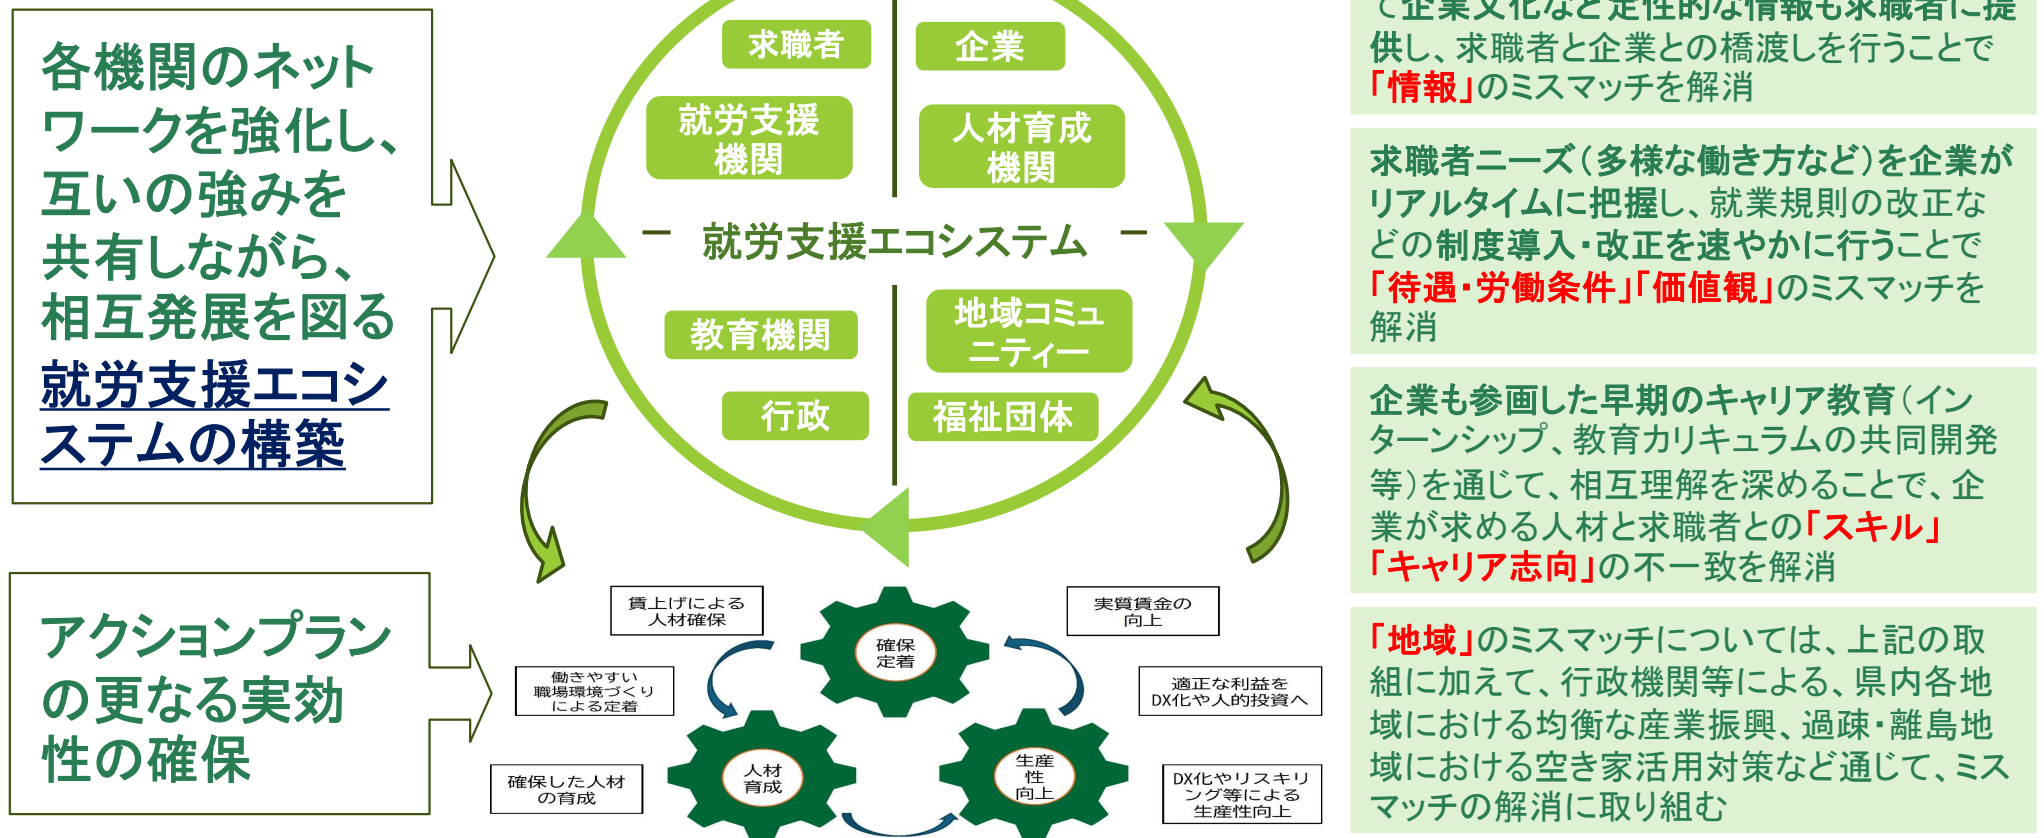 各機関のネット
ワークを強化し、
互いの強みを
共有しながら、
相互発展を図る
就労支援エコシ
ステムの構築
アクションプラン
の更なる実効
性の確保
求職者
企業
就労支援
機関
人材育成
機関
就労支援エコシステム
教育機関
地域コミュ
ニティー
行政
福祉団体
賃上げによる
人材確保
働きやすい
職場環境づくり
による定着
確保した人材
の育成
確保
定着
人材
育成
生産
性
向上
実質賃金の
向上
適正な利益を
DX化や人的投資へ
DX化やリスキリ
ング等による
生産性向上
て企業文化など定性的な情報も求職者に提
供し、求職者と企業との橋渡しを行うことで
「情報」のミスマッチを解消
求職者ニーズ（多様な働き方など）を企業が
リアルタイムに把握し、就業規則の改正な
どの制度導入・改正を速やかに行うことで
「待遇・労働条件」「価値観」のミスマッチを
解消
企業も参画した早期のキャリア教育（イン
ターンシップ、教育カリキュラムの共同開発
等）を通じて、相互理解を深めることで、企
業が求める人材と求職者との「スキル」
「キャリア志向」の不一致を解消
「地域」のミスマッチについては、上記の取
組に加えて、行政機関等による、県内各地
域における均衡な産業振興、過疎・離島地
域における空き家活用対策など通じて、ミス
マッチの解消に取り組む